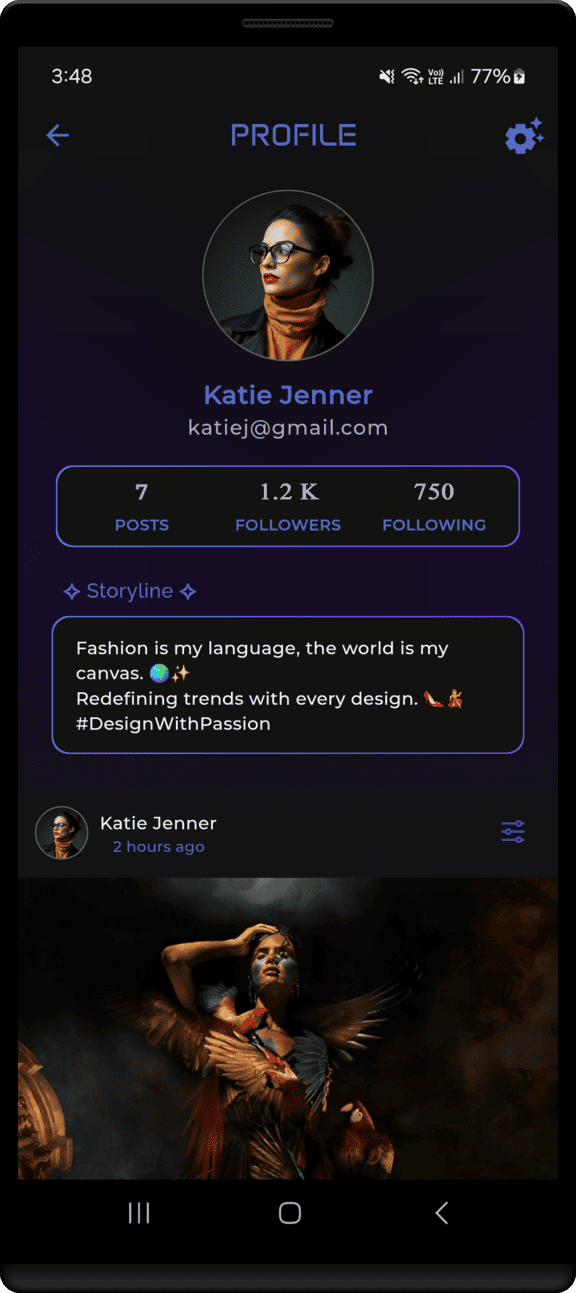 3:48 Vo)) LTE 77%
PROFILE
Katie Jenner
katiej@gmail.com
7 1.2 K 750
POSTS FOLLOWERS FOLLOWING
Storyline
Fashion is my language, the world is my
canvas. 🌍✨
Redefining trends with every design. 👠💃
#DesignWithPassion
Katie Jenner
2 hours ago